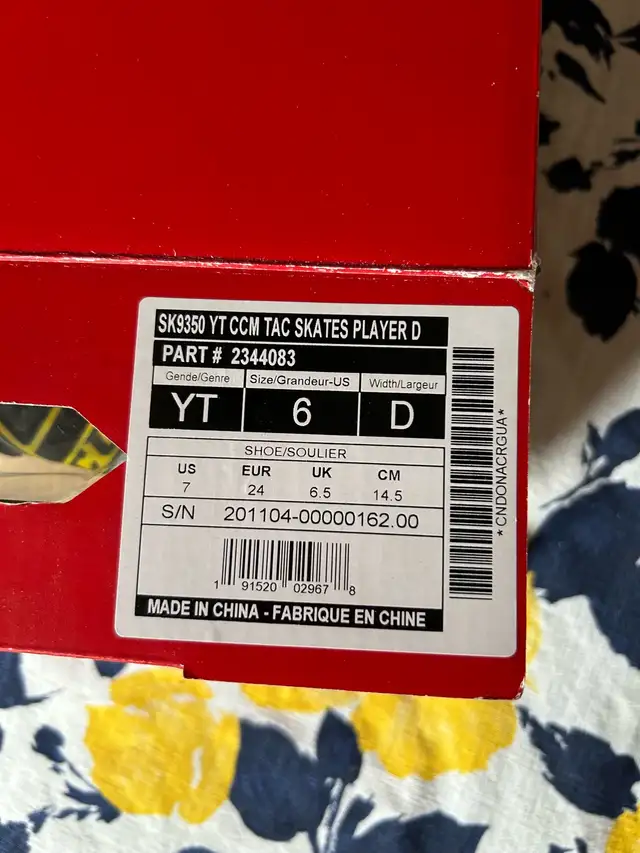 SK9350 YT CCM TAC SKATES PLAYER D
PART # 2344083
Gende/Genre Size/Grandeur-US Width/Largeur
YT 6 D
SHOE/SOULIER
US EUR UK CM
7 24 6.5 14.5
S/N 201104-00000162.00
1 91520 02967 8
MADE IN CHINA - FABRIQUE EN CHINE
*CNDONACRGUA*